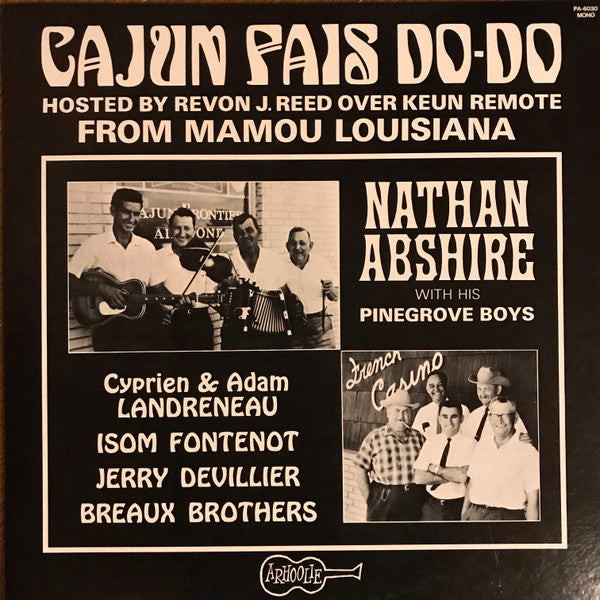 PA-6030
MONO
CAJUN FAIS DO-DO
HOSTED BY REVON J. REED OVER KEUN REMOTE
FROM MAMOU LOUISIANA
NATHAN
ABSHIRE
WITH HIS
PINEGROVE BOYS
Cyprien & Adam
LANDRENEAU
ISOM FONTENOT
JERRY DEVILLIER
BREAUX BROTHERS
French
Casino
ARHOOLIE